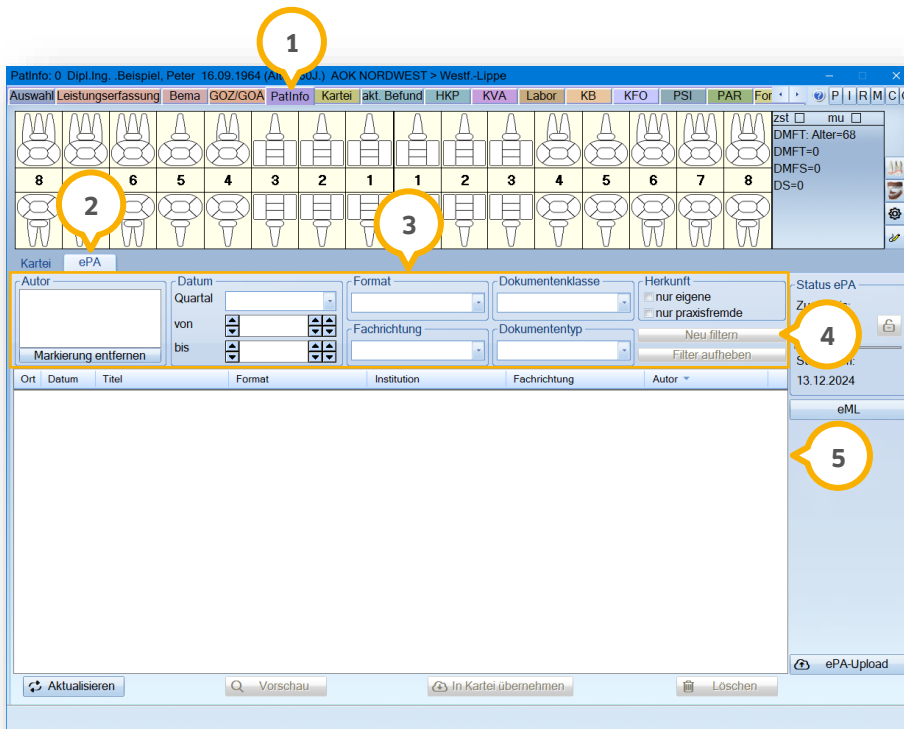 1
PatInfo: 0 Dipl.Ing. .Beispiel, Peter 16.09.1964 J.) AOK NORDWEST > Westf.-Lippe
Auswahl Leistungserfassung Bema GOZ/GOÄ PatInfo Kartei akt. Befund HKP KVA Labor KB KFO PSI PAR For P I R M C
zst mu
DMFT: Alter=68
DMFT=0
DMFS=0
DS=0
8 6 5 4 3 2 1 1 2 3 4 5 6 7 8
2
3
Kartei ePA
Autor Datum Format Dokumentenklasse Herkunft Status ePA
Quartal nur eigene
nur praxisfremde
von Fachrichtung Dokumententyp Neu filtern 4
bis
Markierung entfernen Filter aufheben
13.12.2024
Ort Datum Titel Format Institution Fachrichtung Autor
eML
5
ePA-Upload
Aktualisieren Vorschau In Kartei übernehmen Löschen